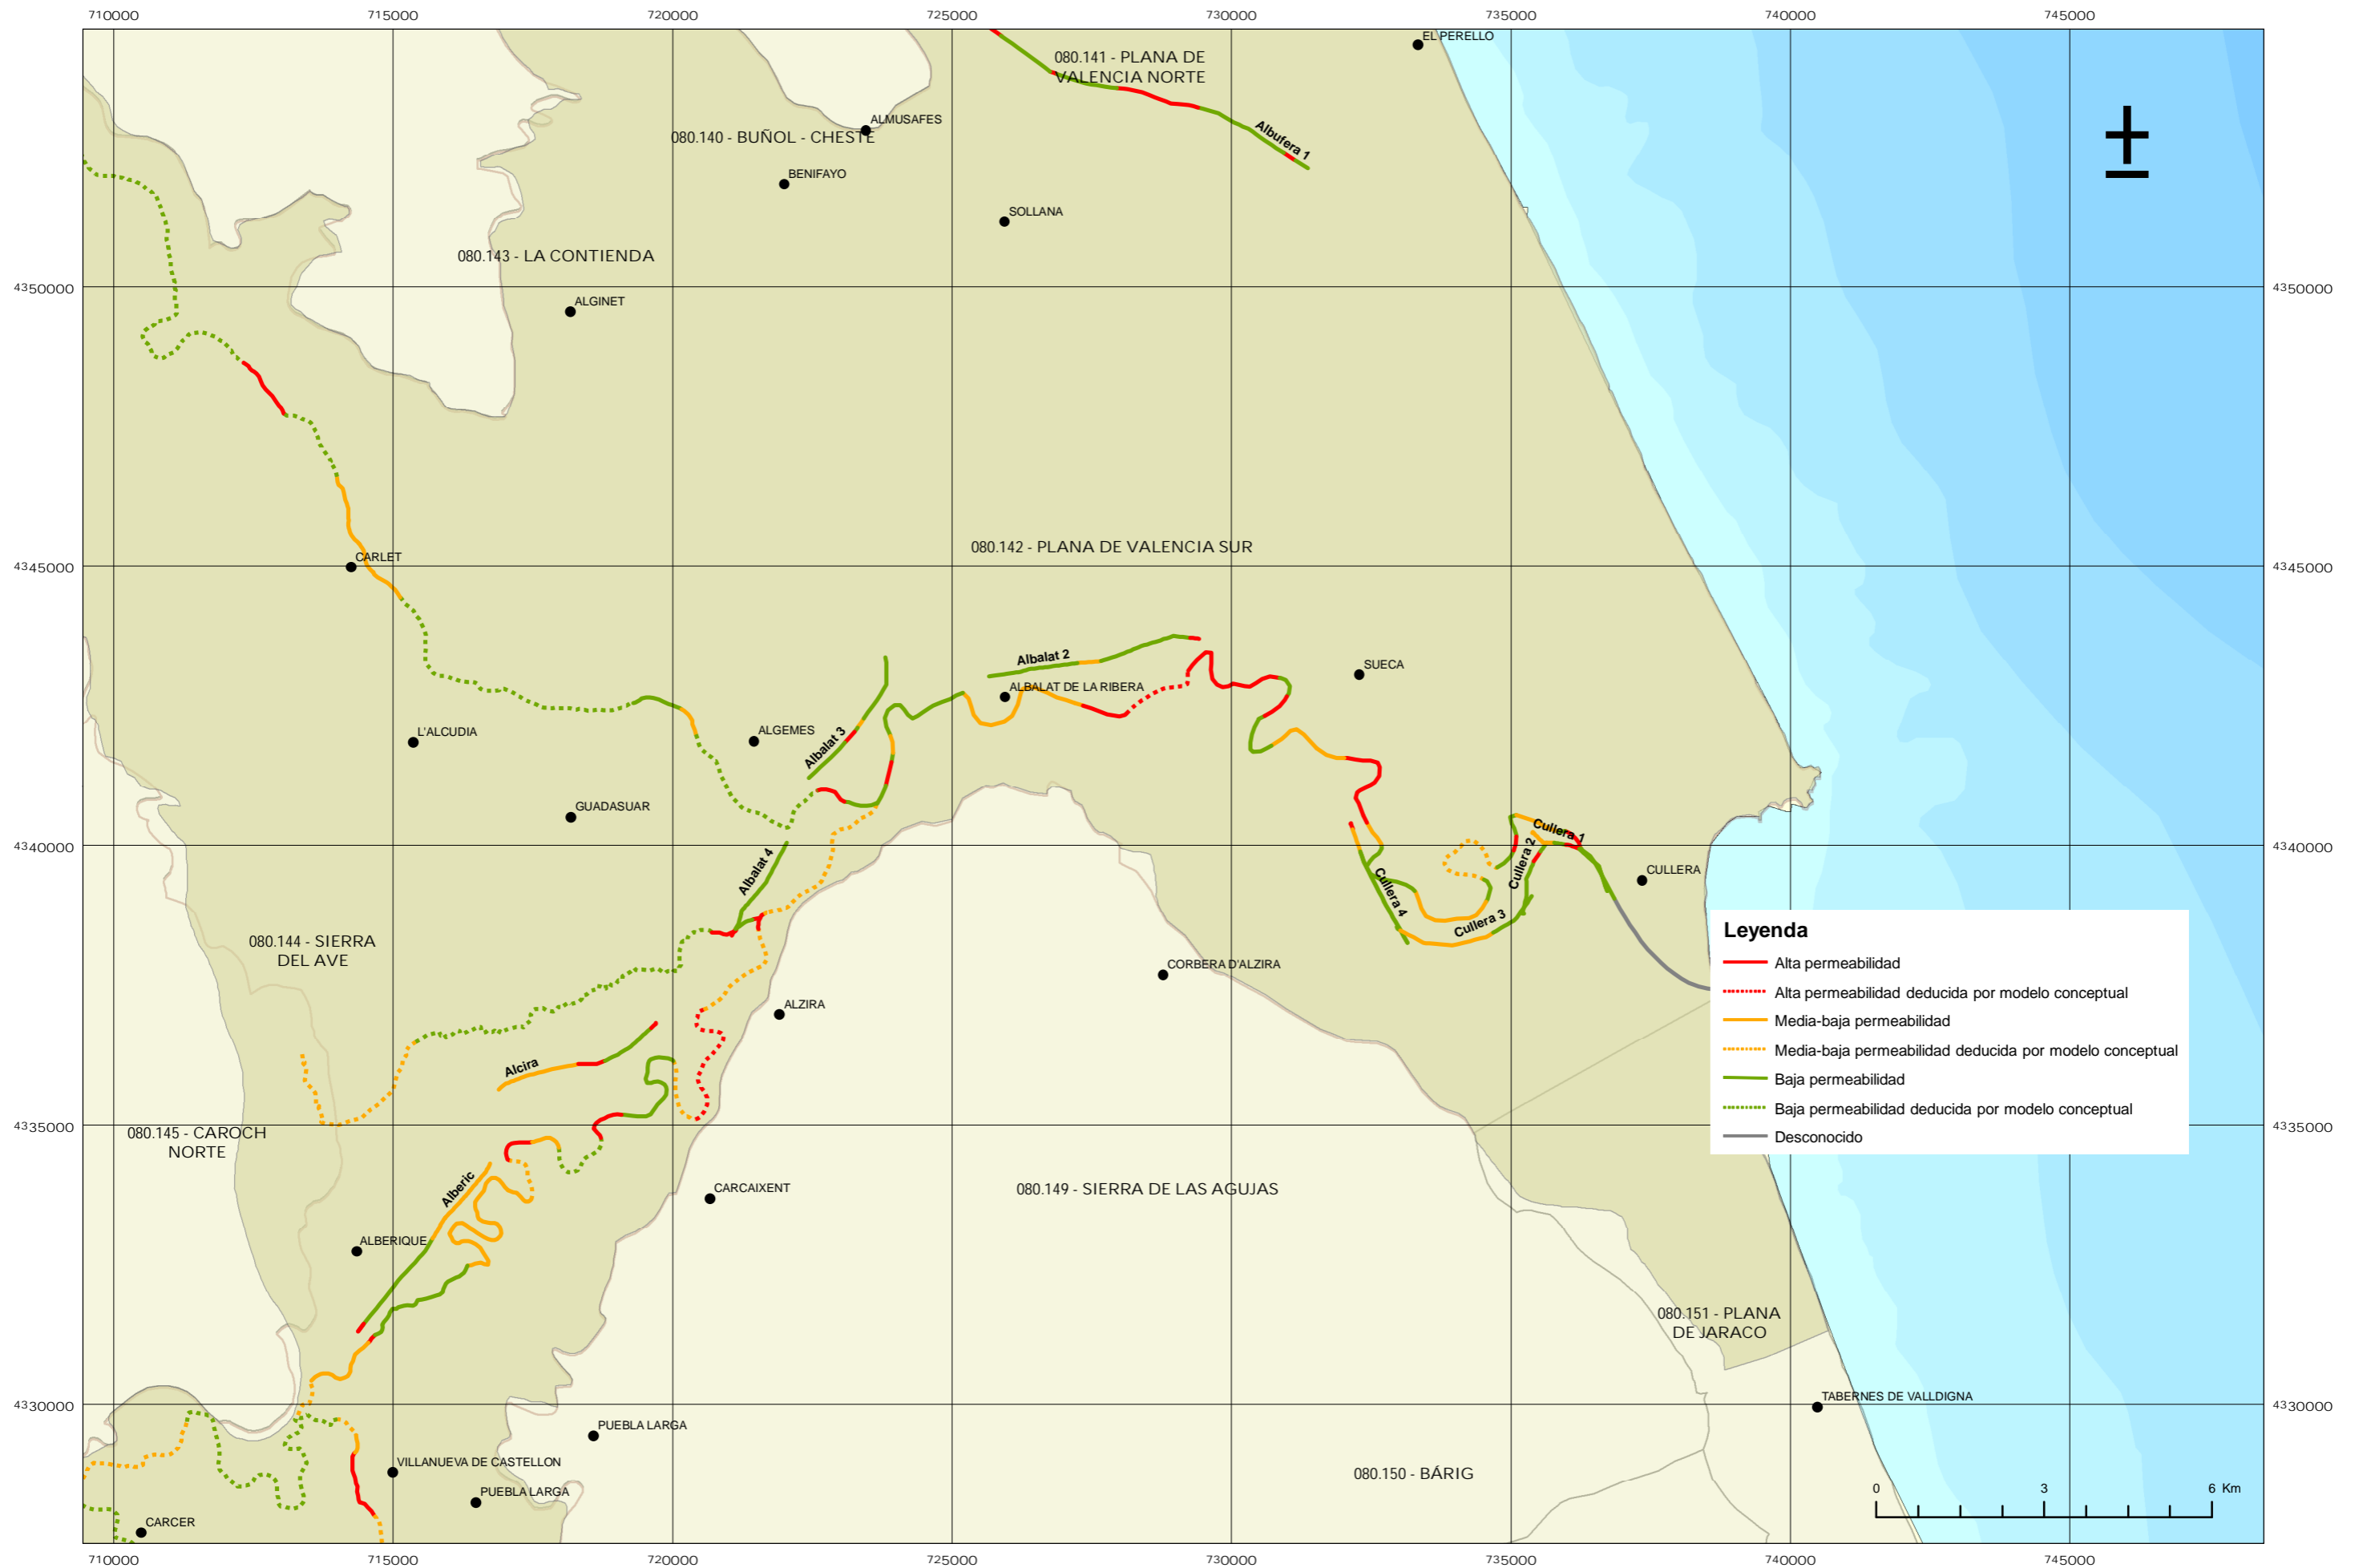 710000 715000 720000 725000 730000 735000 740000 745000
EL PERELLO
080.141 - PLANA DE
VALENCIA NORTE
ALMUSAFES
080.140 - BUÑOL - CHESTE
Albufera 1
BENIFAYO
SOLLANA
080.143 - LA CONTIENDA
4350000 4350000
ALGINET
080.142 - PLANA DE VALENCIA SUR
CARLET
4345000 4345000
Albalat 2
SUECA
ALBALAT DE LA RIBERA
L'ALCUDIA
ALGEMES
Albalat 3
GUADASUAR
Cullera 1
4340000 4340000
Albalat 4
Cullera 2
CULLERA
Cullera 4
Cullera 3
080.144 - SIERRA
DEL AVE
CORBERA D'ALZIRA
ALZIRA
Leyenda
Alta permeabilidad
Alta permeabilidad deducida por modelo conceptual
Media-baja permeabilidad
Media-baja permeabilidad deducida por modelo conceptual
Baja permeabilidad
Baja permeabilidad deducida por modelo conceptual
Desconocido
Alcira
4335000 4335000
080.145 - CAROCH
NORTE
Alberic
CARCAIXENT
080.149 - SIERRA DE LAS AGUJAS
ALBERIQUE
080.151 - PLANA
DE JARACO
TABERNES DE VALLDIGNA
4330000 4330000
PUEBLA LARGA
VILLANUEVA DE CASTELLON
080.150 - BÁRIG
PUEBLA LARGA
0 3 6 Km
CARCER
710000 715000 720000 725000 730000 735000 740000 745000